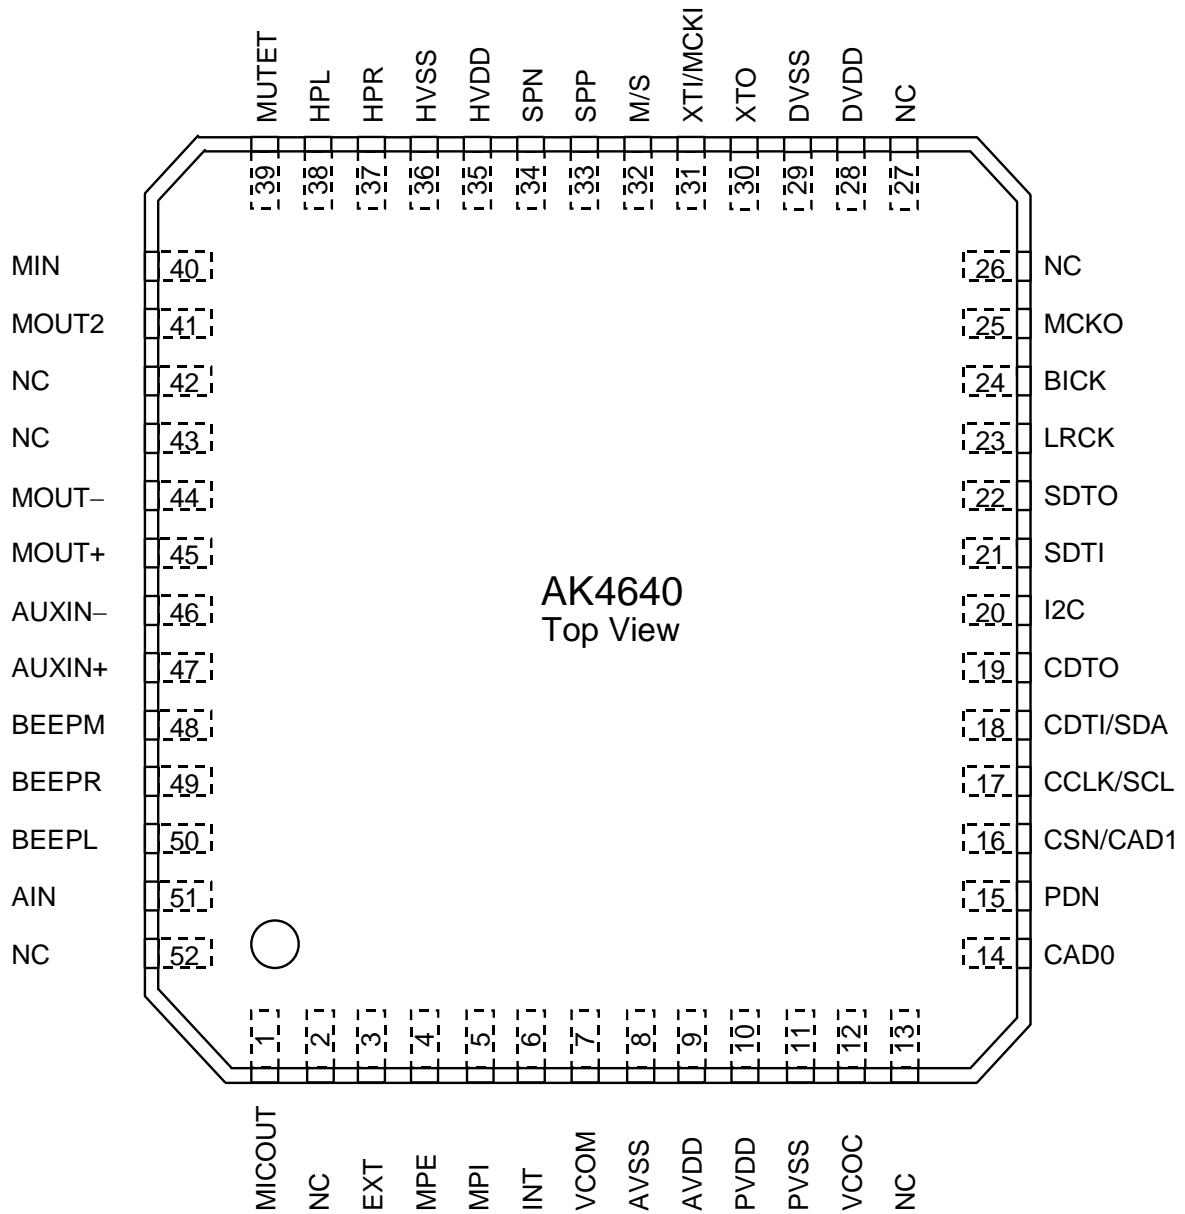 MUTET
HPL
HPR
HVSS
HVDD
SPN
SPP
M/S
XTI/MCKI
XTO
DVSS
DVDD
NC
39
38
37
36
35
34
33
32
31
30
29
28
27
MIN 40 26 NC
MOUT2 41 25 MCKO
NC 42 24 BICK
NC 43 23 LRCK
MOUT− 44 22 SDTO
MOUT+ 45 21 SDTI
AK4640
Top View
AUXIN− 46 20 I2C
AUXIN+ 47 19 CDTO
BEEPM 48 18 CDTI/SDA
BEEPR 49 17 CCLK/SCL
BEEPL 50 16 CSN/CAD1
AIN 51 15 PDN
NC 52 14 CAD0
1
2
3
4
5
6
7
8
9
10
11
12
13
MICOUT
NC
EXT
MPE
MPI
INT
VCOM
AVSS
AVDD
PVDD
PVSS
VCOC
NC